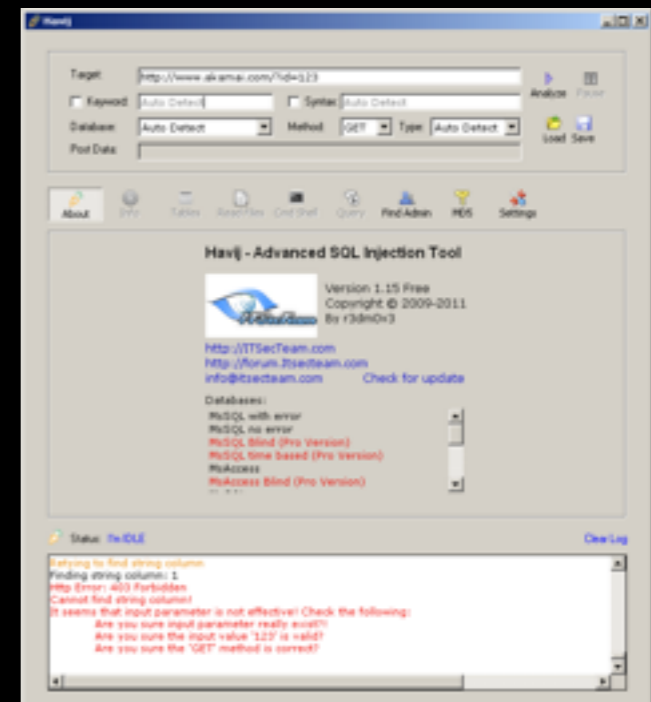 Havij
Target: http://www.akamai.com/?id=123
Analyze Pause
Keyword: Auto Detect Syntax: Auto Detect
Database: Auto Detect Method: GET Type: Auto Detect
Load Save
Post Data:
About Info Tables Read Files Cmd Shell Query Find Admin MD5 Settings
Havij - Advanced SQL Injection Tool
Version 1.15 Free
Copyright © 2009-2011
By r3dm0v3
ITSecTeam
http://ITSecTeam.com
http://forum.itsecteam.com
info@itsecteam.com Check for update
Databases:
MsSQL with error
MsSQL no error
MsSQL Blind (Pro Version)
MsSQL time based (Pro Version)
MsAccess
MsAccess Blind (Pro Version)
Status: I'm IDLE Clear Log
Retrying to find string column
Finding string column: 1
Http Error: 403 Forbidden
Cannot find string column!
It seems that input parameter is not effective! Check the following:
Are you sure input parameter really exist?!
Are you sure the input value '123' is valid?
Are you sure the 'GET' method is correct?